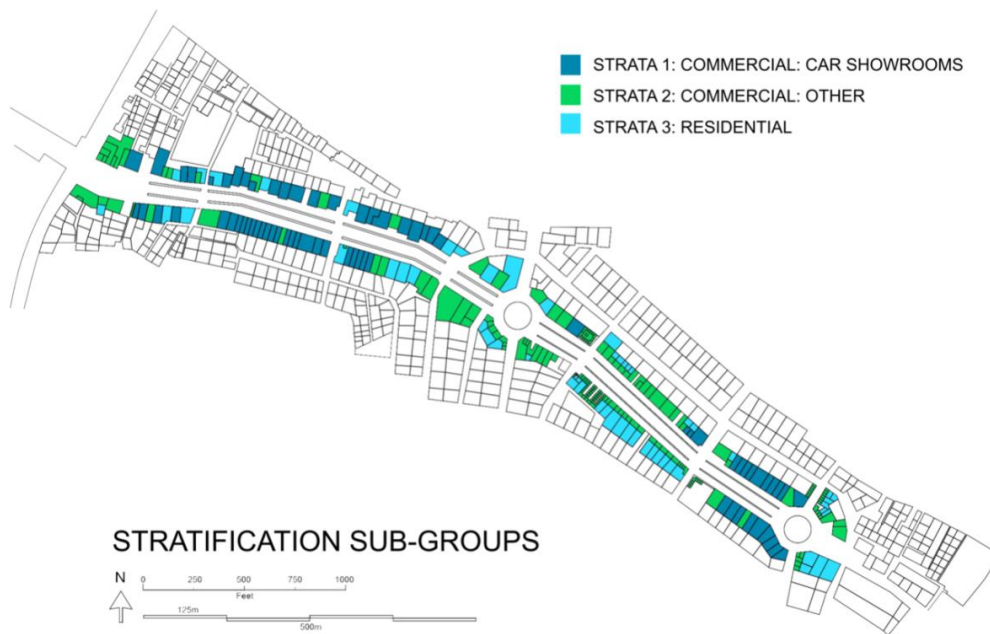 STRATA 1: COMMERCIAL: CAR SHOWROOMS
STRATA 2: COMMERCIAL: OTHER
STRATA 3: RESIDENTIAL
STRATIFICATION SUB-GROUPS
N
0 250 500 750 1000
Feet
125m
500m